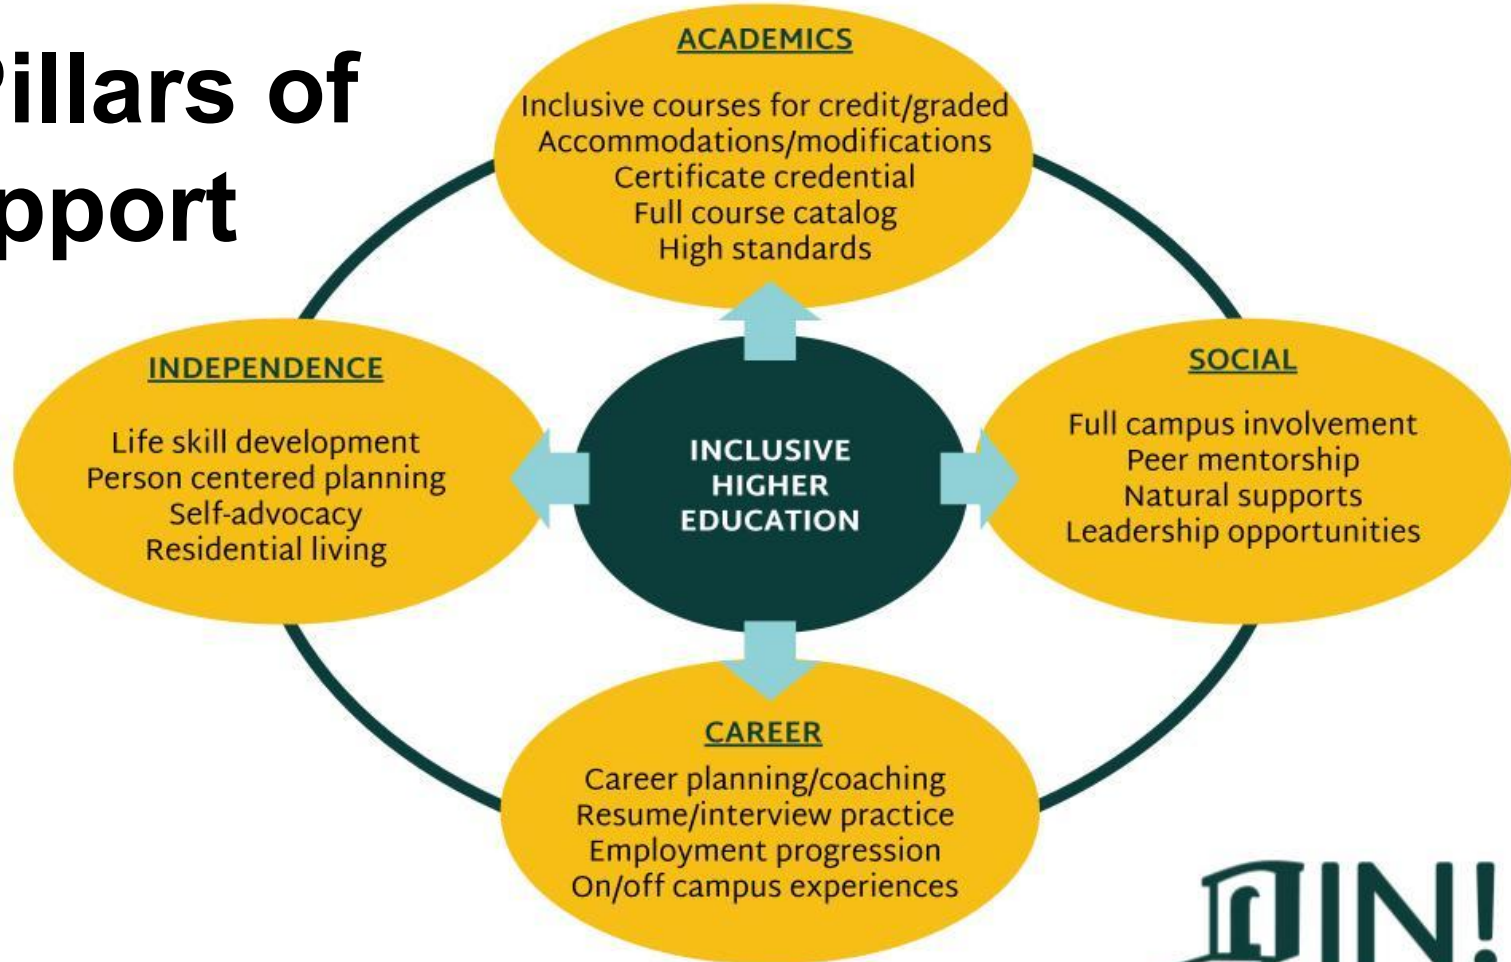 Pillars of
pport
ACADEMICS
Inclusive courses for credit/graded
Accommodations/modifications
Certificate credential
Full course catalog
High standards
INDEPENDENCE
Life skill development
Person centered planning
Self-advocacy
Residential living
INCLUSIVE
HIGHER
EDUCATION
SOCIAL
Full campus involvement
Peer mentorship
Natural supports
Leadership opportunities
CAREER
Career planning/coaching
Resume/interview practice
Employment progression
On/off campus experiences
IN!